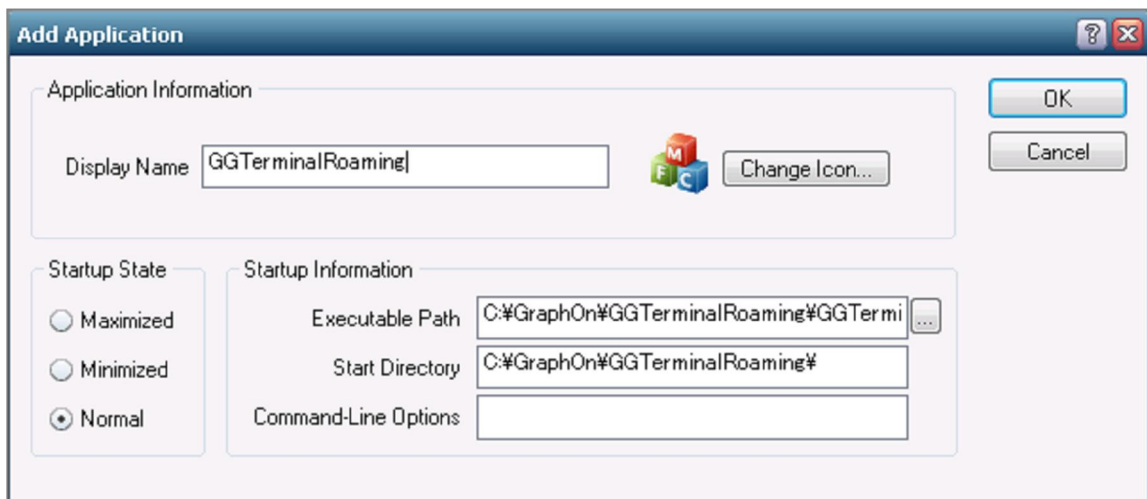 Add Application
Application Information
OK
Display Name GGTerminalRoaming
M
F C
Change Icon...
Cancel
Startup State
Startup Information
Maximized
Executable Path C:¥GraphOn¥GGTerminalRoaming¥GGTermi ...
Minimized
Start Directory C:¥GraphOn¥GGTerminalRoaming¥
Normal
Command-Line Options